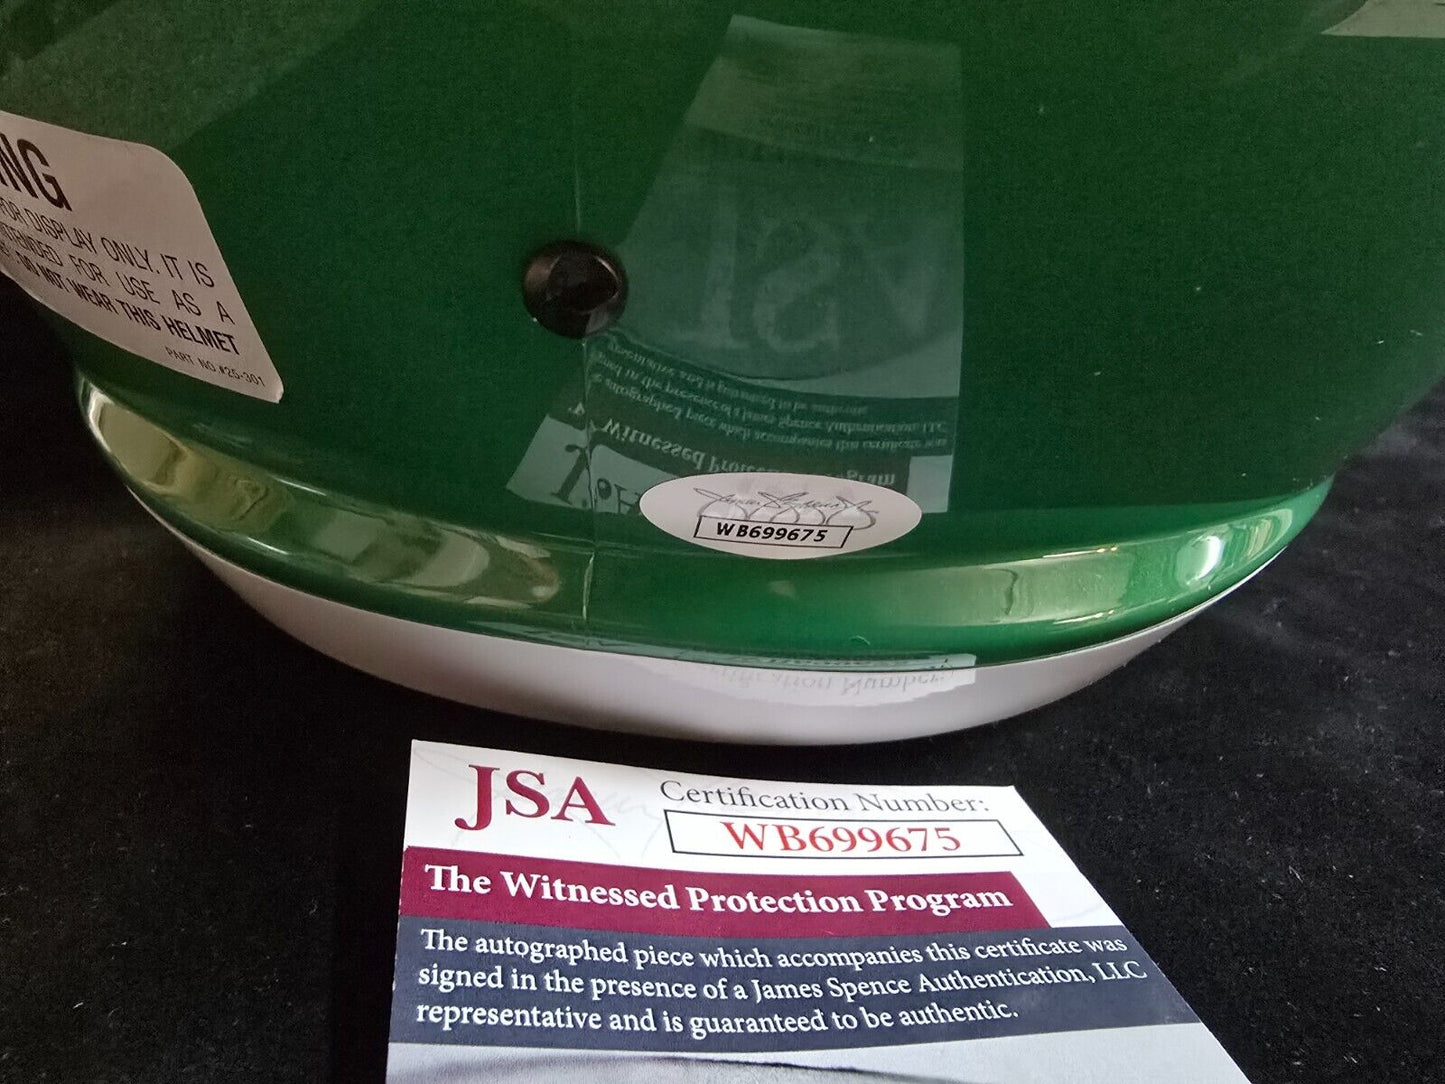 NG
FOR DISPLAY ONLY. IT IS
INTENDED FOR USE AS A
DO NOT WEAR THIS HELMET
PART NO. #25-301
WB699675
JSA
Certification Number:
WB699675
The Witnessed Protection Program
The autographed piece which accompanies this certificate was
signed in the presence of a James Spence Authentication, LLC
representative and is guaranteed to be authentic.